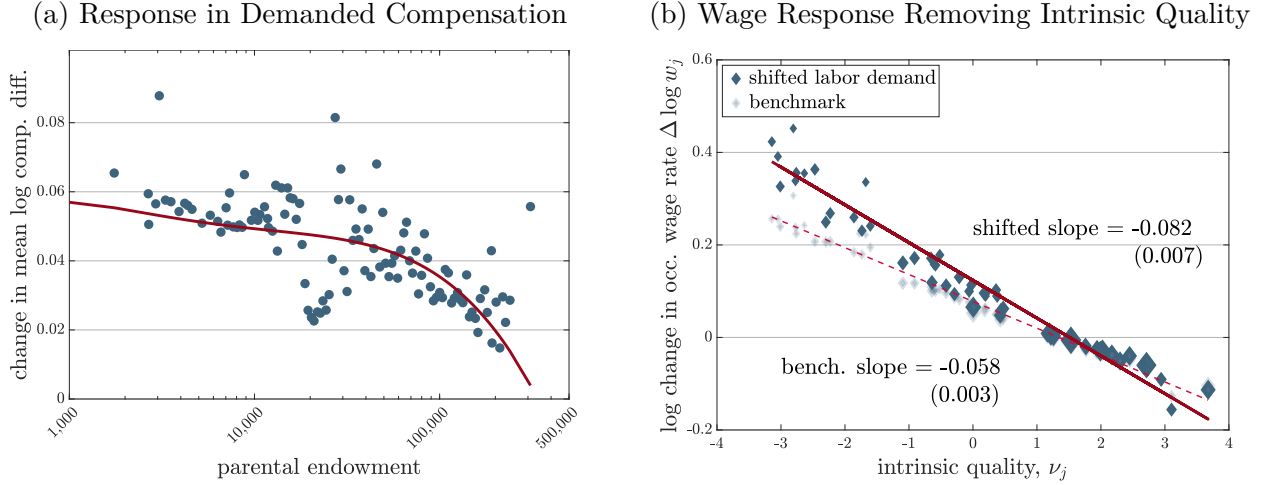 (a) Response in Demanded Compensation
change in mean log comp. diff.
0.08
0.06
0.04
0.02
0
1,000
10,000
100,000
500,000
parental endowment
(b) Wage Response Removing Intrinsic Quality
log change in occ. wage rate Δ log w_j
0.6
0.4
0.2
0
-0.2
shifted labor demand
benchmark
shifted slope = -0.082
(0.007)
bench. slope = -0.058
(0.003)
-4
-3
-2
-1
0
1
2
3
4
intrinsic quality, ν_j